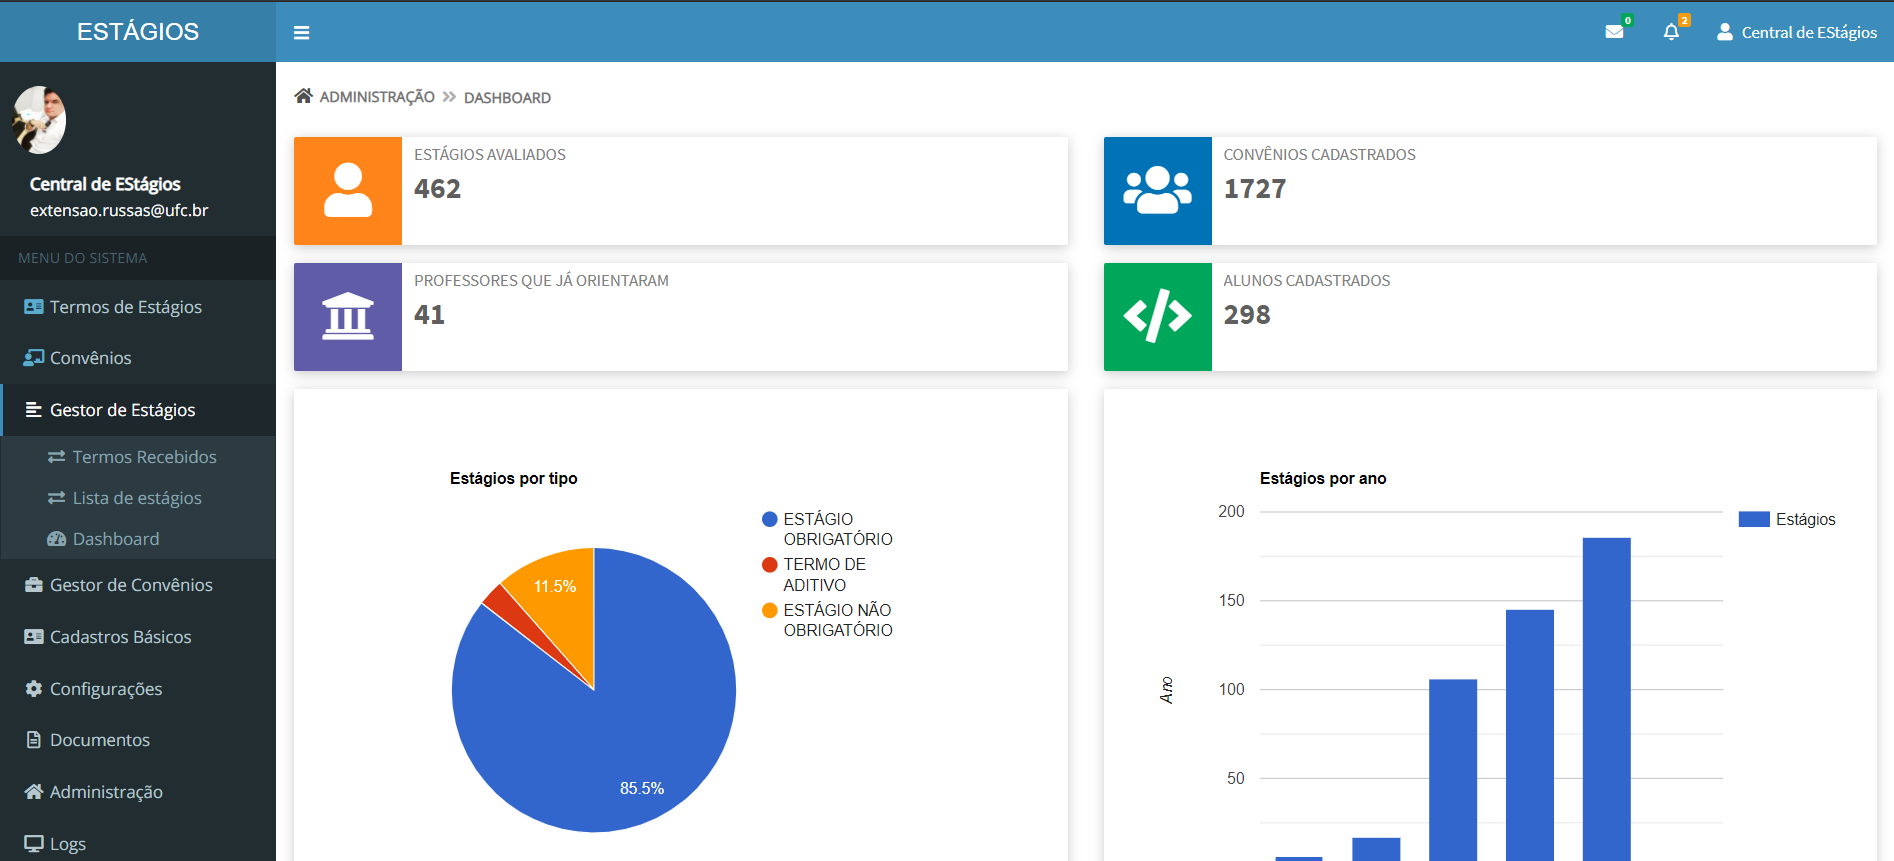 ESTÁGIOS
0
2
Central de EStágios
Central de EStágios
extensao.russas@ufc.br
MENU DO SISTEMA
Termos de Estágios
Convênios
Gestor de Estágios
Termos Recebidos
Lista de estágios
Dashboard
Gestor de Convênios
Cadastros Básicos
Configurações
Documentos
Administração
Logs
ADMINISTRAÇÃO
DASHBOARD
ESTÁGIOS AVALIADOS
462
CONVÊNIOS CADASTRADOS
1727
PROFESSORES QUE JÁ ORIENTARAM
41
ALUNOS CADASTRADOS
298
Estágios por tipo
ESTÁGIO
OBRIGATÓRIO
TERMO DE
ADITIVO
ESTÁGIO NÃO
OBRIGATÓRIO
11.5%
85.5%
Estágios por ano
200
150
100
50
Ano
Estágios